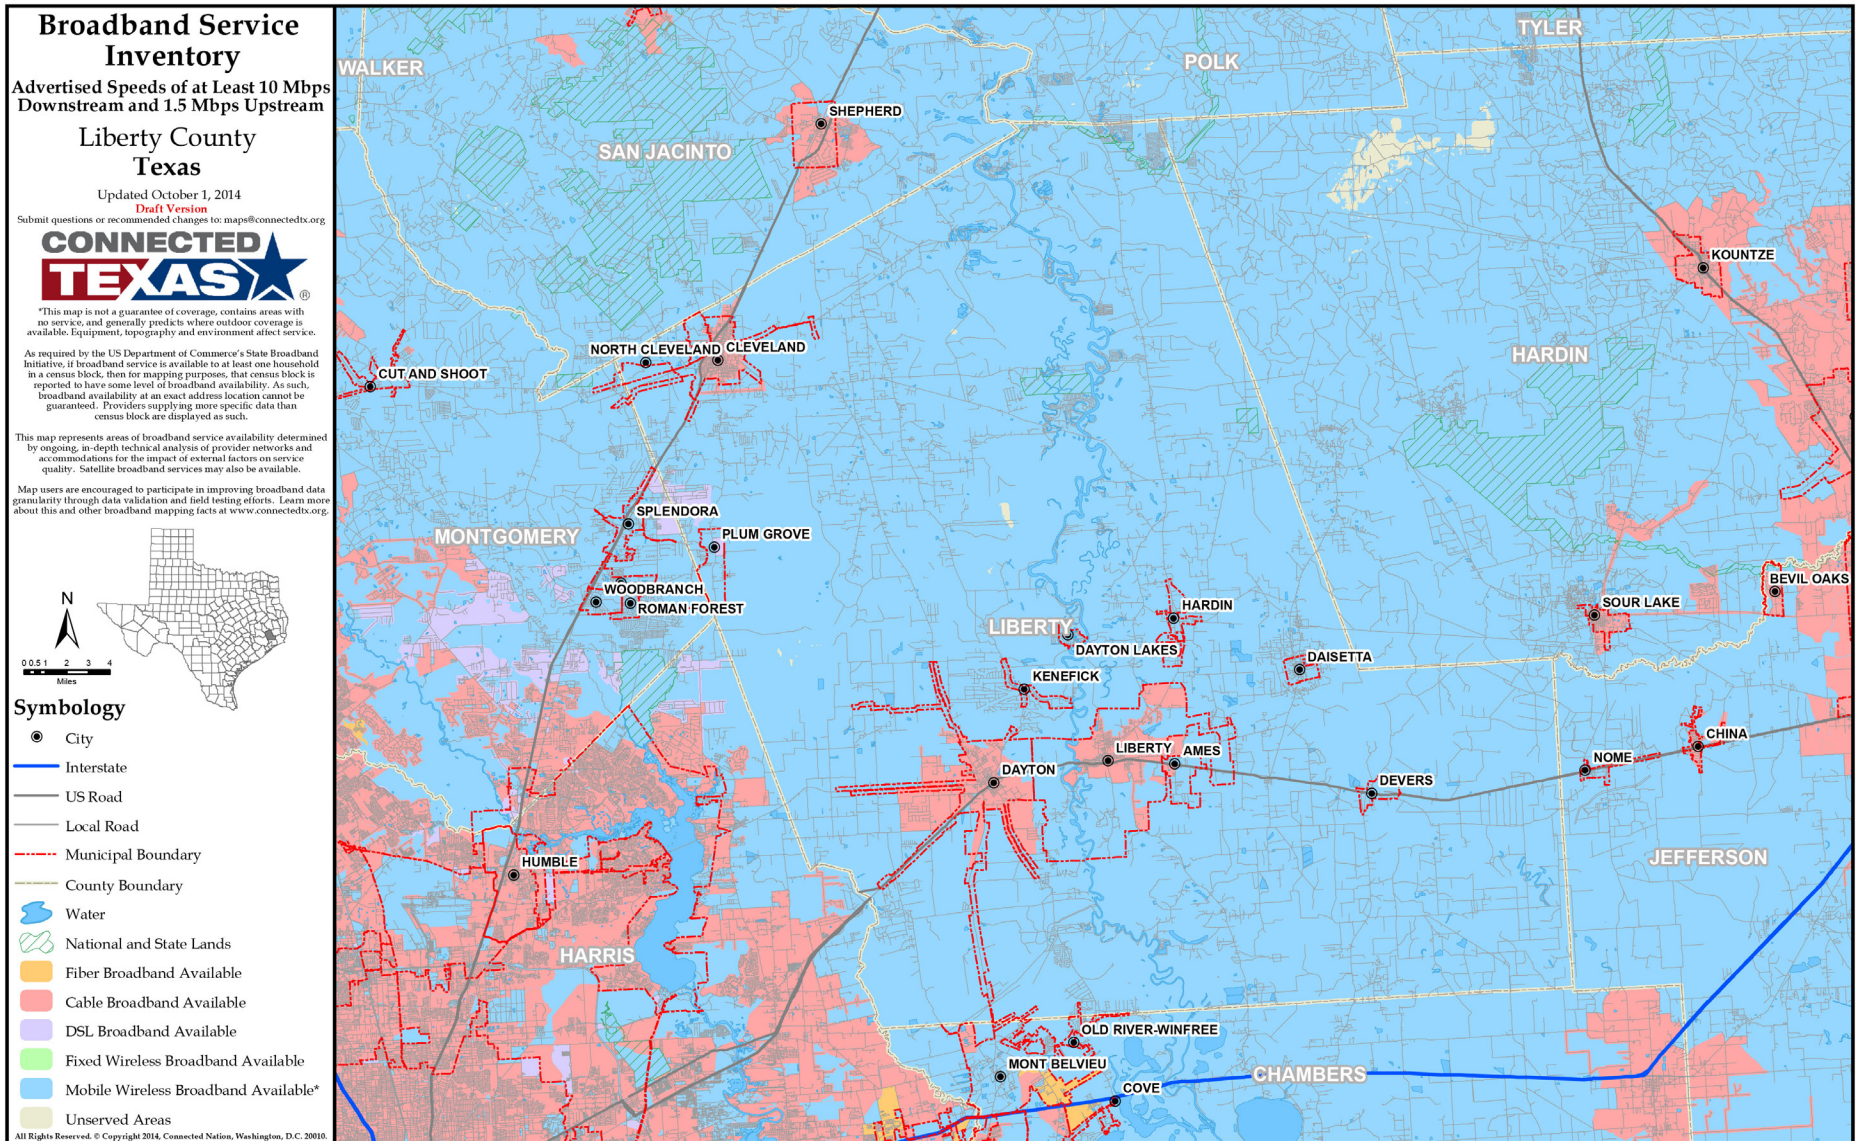 Broadband Service
Inventory
Advertised Speeds of at Least 10 Mbps
Downstream and 1.5 Mbps Upstream
Liberty County
Texas
Updated October 1, 2014
Draft Version
Submit questions or recommended changes to: maps@connectedtx.org
CONNECTED
TEXAS
®
*This map is not a guarantee of coverage, contains areas with
no service, and generally predicts where outdoor coverage is
available. Equipment, topography and environment affect service.
As required by the US Department of Commerce's State Broadband
Initiative, if broadband service is available to at least one household
in a census block, then for mapping purposes, that census block is
reported to have some level of broadband availability. As such,
broadband availability at an exact address location cannot be
guaranteed. Providers supplying more specific data than
census block are displayed as such.
This map represents areas of broadband service availability determined
by ongoing, in-depth technical analysis of provider networks and
accommodations for the impact of external factors on service
quality. Satellite broadband services may also be available.
Map users are encouraged to participate in improving broadband data
granularity through data validation and field testing efforts. Learn more
about this and other broadband mapping facts at www.connectedtx.org.
N
0 0.5 1 2 3 4
Miles
Symbology
City
Interstate
US Road
Local Road
Municipal Boundary
County Boundary
Water
National and State Lands
Fiber Broadband Available
Cable Broadband Available
DSL Broadband Available
Fixed Wireless Broadband Available
Mobile Wireless Broadband Available*
Unserved Areas
All Rights Reserved. © Copyright 2014, Connected Nation, Washington, D.C. 20010.
TYLER
WALKER
POLK
SHEPHERD
SAN JACINTO
KOUNTZE
NORTH CLEVELAND
CLEVELAND
HARDIN
CUT AND SHOOT
SPLENDORA
MONTGOMERY
PLUM GROVE
BEVIL OAKS
WOODBRANCH
ROMAN FOREST
HARDIN
SOUR LAKE
LIBERTY
DAYTON LAKES
DAISETTA
KENEFICK
CHINA
LIBERTY
AMES
NOME
DAYTON
DEVERS
JEFFERSON
HUMBLE
HARRIS
OLD RIVER-WINFREE
MONT BELVIEU
CHAMBERS
COVE